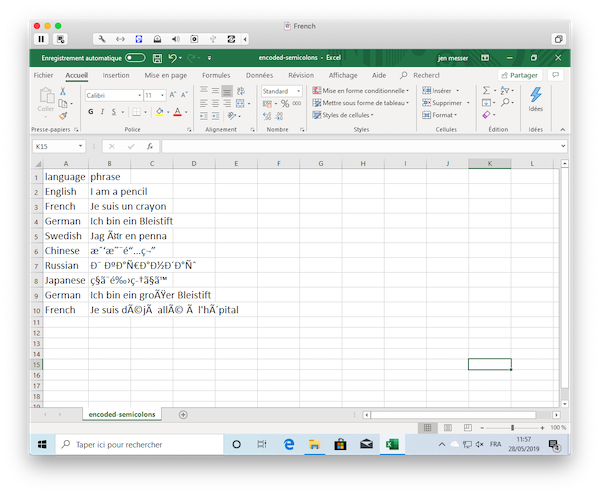 French
Enregistrement automatique
encoded-semicolons - Excel
jen messer
Fichier Accueil Insertion Mise en page Formules Données Révision Affichage Aide Rechercl
Partager
Coller
Calibri 11
G I S
Standard
% 000
Mise en forme conditionnelle
Mettre sous forme de tableau
Styles de cellules
Insérer
Supprimer
Format
Idées
Presse-papiers Police Alignement Nombre Styles Cellules Édition Idées
K15 fx
A B C D E F G H I J K L
1 language phrase
2 English I am a pencil
3 French Je suis un crayon
4 German Ich bin ein Bleistift
5 Swedish Jag Ã¤r en penna
6 Chinese æˆ‘æ˜¯é“…ç¬”
7 Russian Ð¯ ÐºÐ°Ñ€Ð°Ð½Ð´Ð°Ñˆ
8 Japanese ç§ã¯é‰›ç­†ã§ã™
9 German Ich bin ein groÃŸer Bleistift
10 French Je suis dÃ©jÃ  allÃ© Ã  l'hÃ´pital
11
12
13
14
15
16
17
18
19
encoded-semicolons
100 %
Taper ici pour rechercher
FRA
11:57
28/05/2019
4